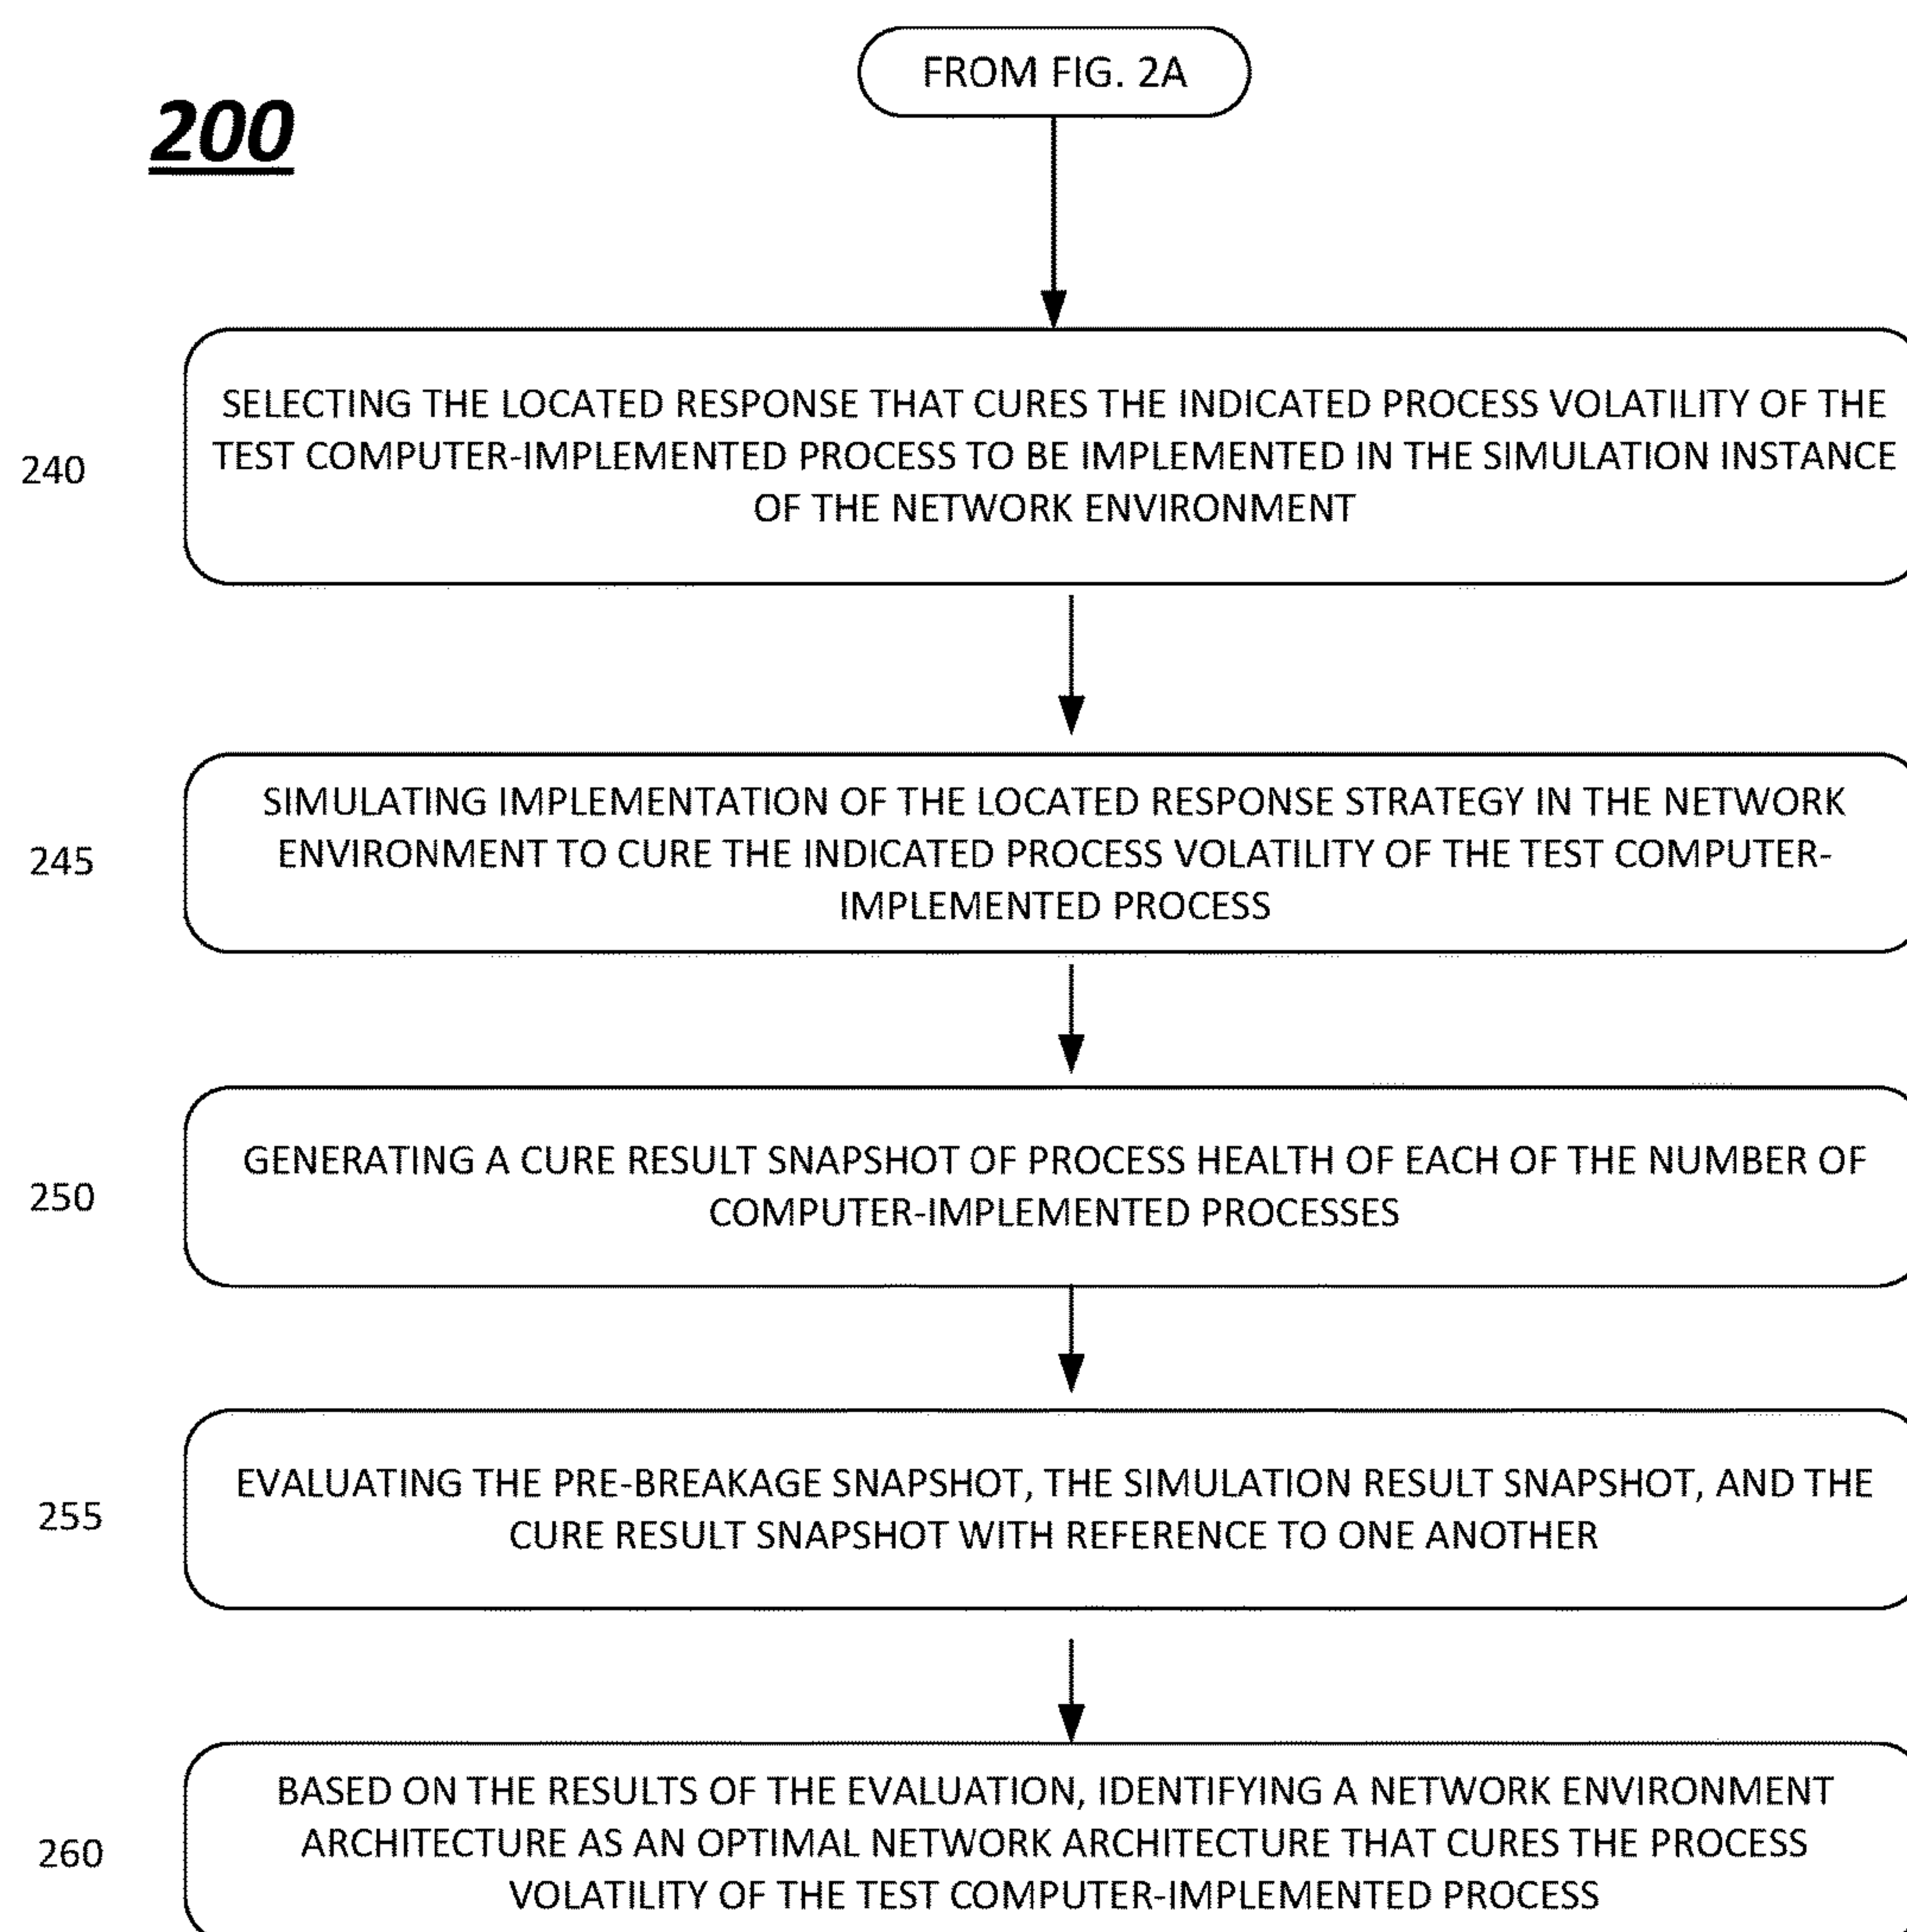 FROM FIG. 2A
200
240
SELECTING THE LOCATED RESPONSE THAT CURES THE INDICATED PROCESS VOLATILITY OF THE
TEST COMPUTER-IMPLEMENTED PROCESS TO BE IMPLEMENTED IN THE SIMULATION INSTANCE
OF THE NETWORK ENVIRONMENT
245
SIMULATING IMPLEMENTATION OF THE LOCATED RESPONSE STRATEGY IN THE NETWORK
ENVIRONMENT TO CURE THE INDICATED PROCESS VOLATILITY OF THE TEST COMPUTER-
IMPLEMENTED PROCESS
250
GENERATING A CURE RESULT SNAPSHOT OF PROCESS HEALTH OF EACH OF THE NUMBER OF
COMPUTER-IMPLEMENTED PROCESSES
255
EVALUATING THE PRE-BREAKAGE SNAPSHOT, THE SIMULATION RESULT SNAPSHOT, AND THE
CURE RESULT SNAPSHOT WITH REFERENCE TO ONE ANOTHER
260
BASED ON THE RESULTS OF THE EVALUATION, IDENTIFYING A NETWORK ENVIRONMENT
ARCHITECTURE AS AN OPTIMAL NETWORK ARCHITECTURE THAT CURES THE PROCESS
VOLATILITY OF THE TEST COMPUTER-IMPLEMENTED PROCESS